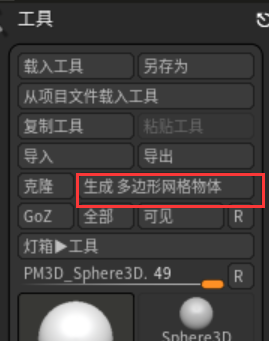 工具
载入工具 另存为
从项目文件载入工具
复制工具 粘贴工具
导入 导出
克隆 生成 多边形网格物体
GoZ 全部 可见 R
灯箱▶工具
PM3D_Sphere3D. 49 R
Sphere3D